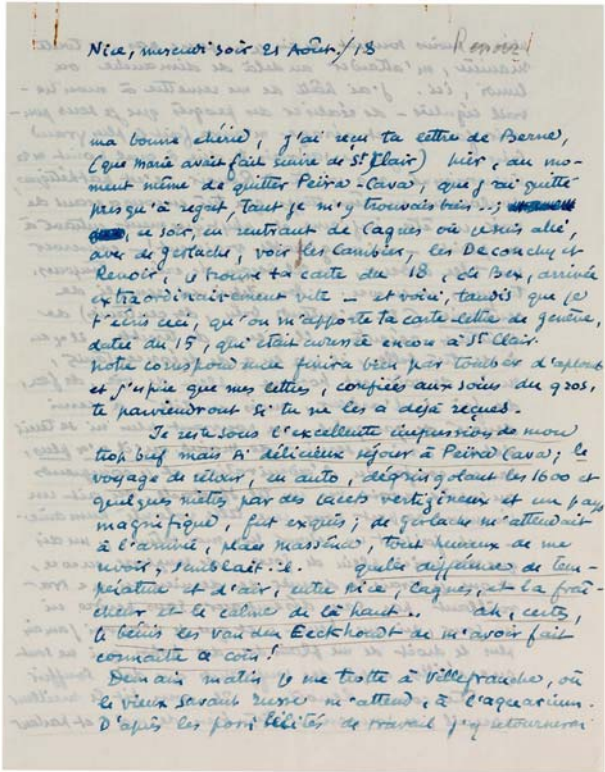 Nice, mercredi soir 21 Août./18 Renoir
ma bonne chérie, j'ai reçu ta lettre de Berne,
(que Marie avait fait suivre de St Clair) hier, au mo-
ment même de quitter Peïra-Cava, que j'ai quitté
presqu'à regret, tant je m'y trouvais bien..;
ce soir, en rentrant de Cagnes où je suis allé,
avec de Gerlache, voir les Cambier, les Deconchy et
Renoir, je trouve ta carte du 18, de Bex, arrivée
extraordinairement vite – et voici, tandis que je
t'écris ceci, qu'on m'apporte ta carte-lettre de Genève,
datée du 15, qui était adressée encore à St Clair.
Notre correspondance finira bien par tomber d'aplomb
et j'espère que mes lettres, confiées aux soins du gros,
te parviendront si tu ne les a déjà reçues.
Je reste sous l'excellente impression de mon
trop bref mais si délicieux séjour à Peïra Cava; le
voyage de retour, en auto, dégringolant les 1600 et
quelques mètres par des lacets vertigineux et un pays
magnifique, fut exquis; de Gerlache m'attendait
à l'arrivée, place Masséna, tout heureux de me
revoir, semblait-il. quelle différence de tem-
pérature et d'air, entre Nice, Cagnes, et la fraî-
cheur et le calme de là haut.. ah, certes,
je bénis les Van den Eeckhoudt de m'avoir fait
connaître ce coin!
Demain matin je me trotte à Villefranche, où
le vieux savant russe m'attend, à l'aquarium.
D'après les possibilités de travail j'y retournerai